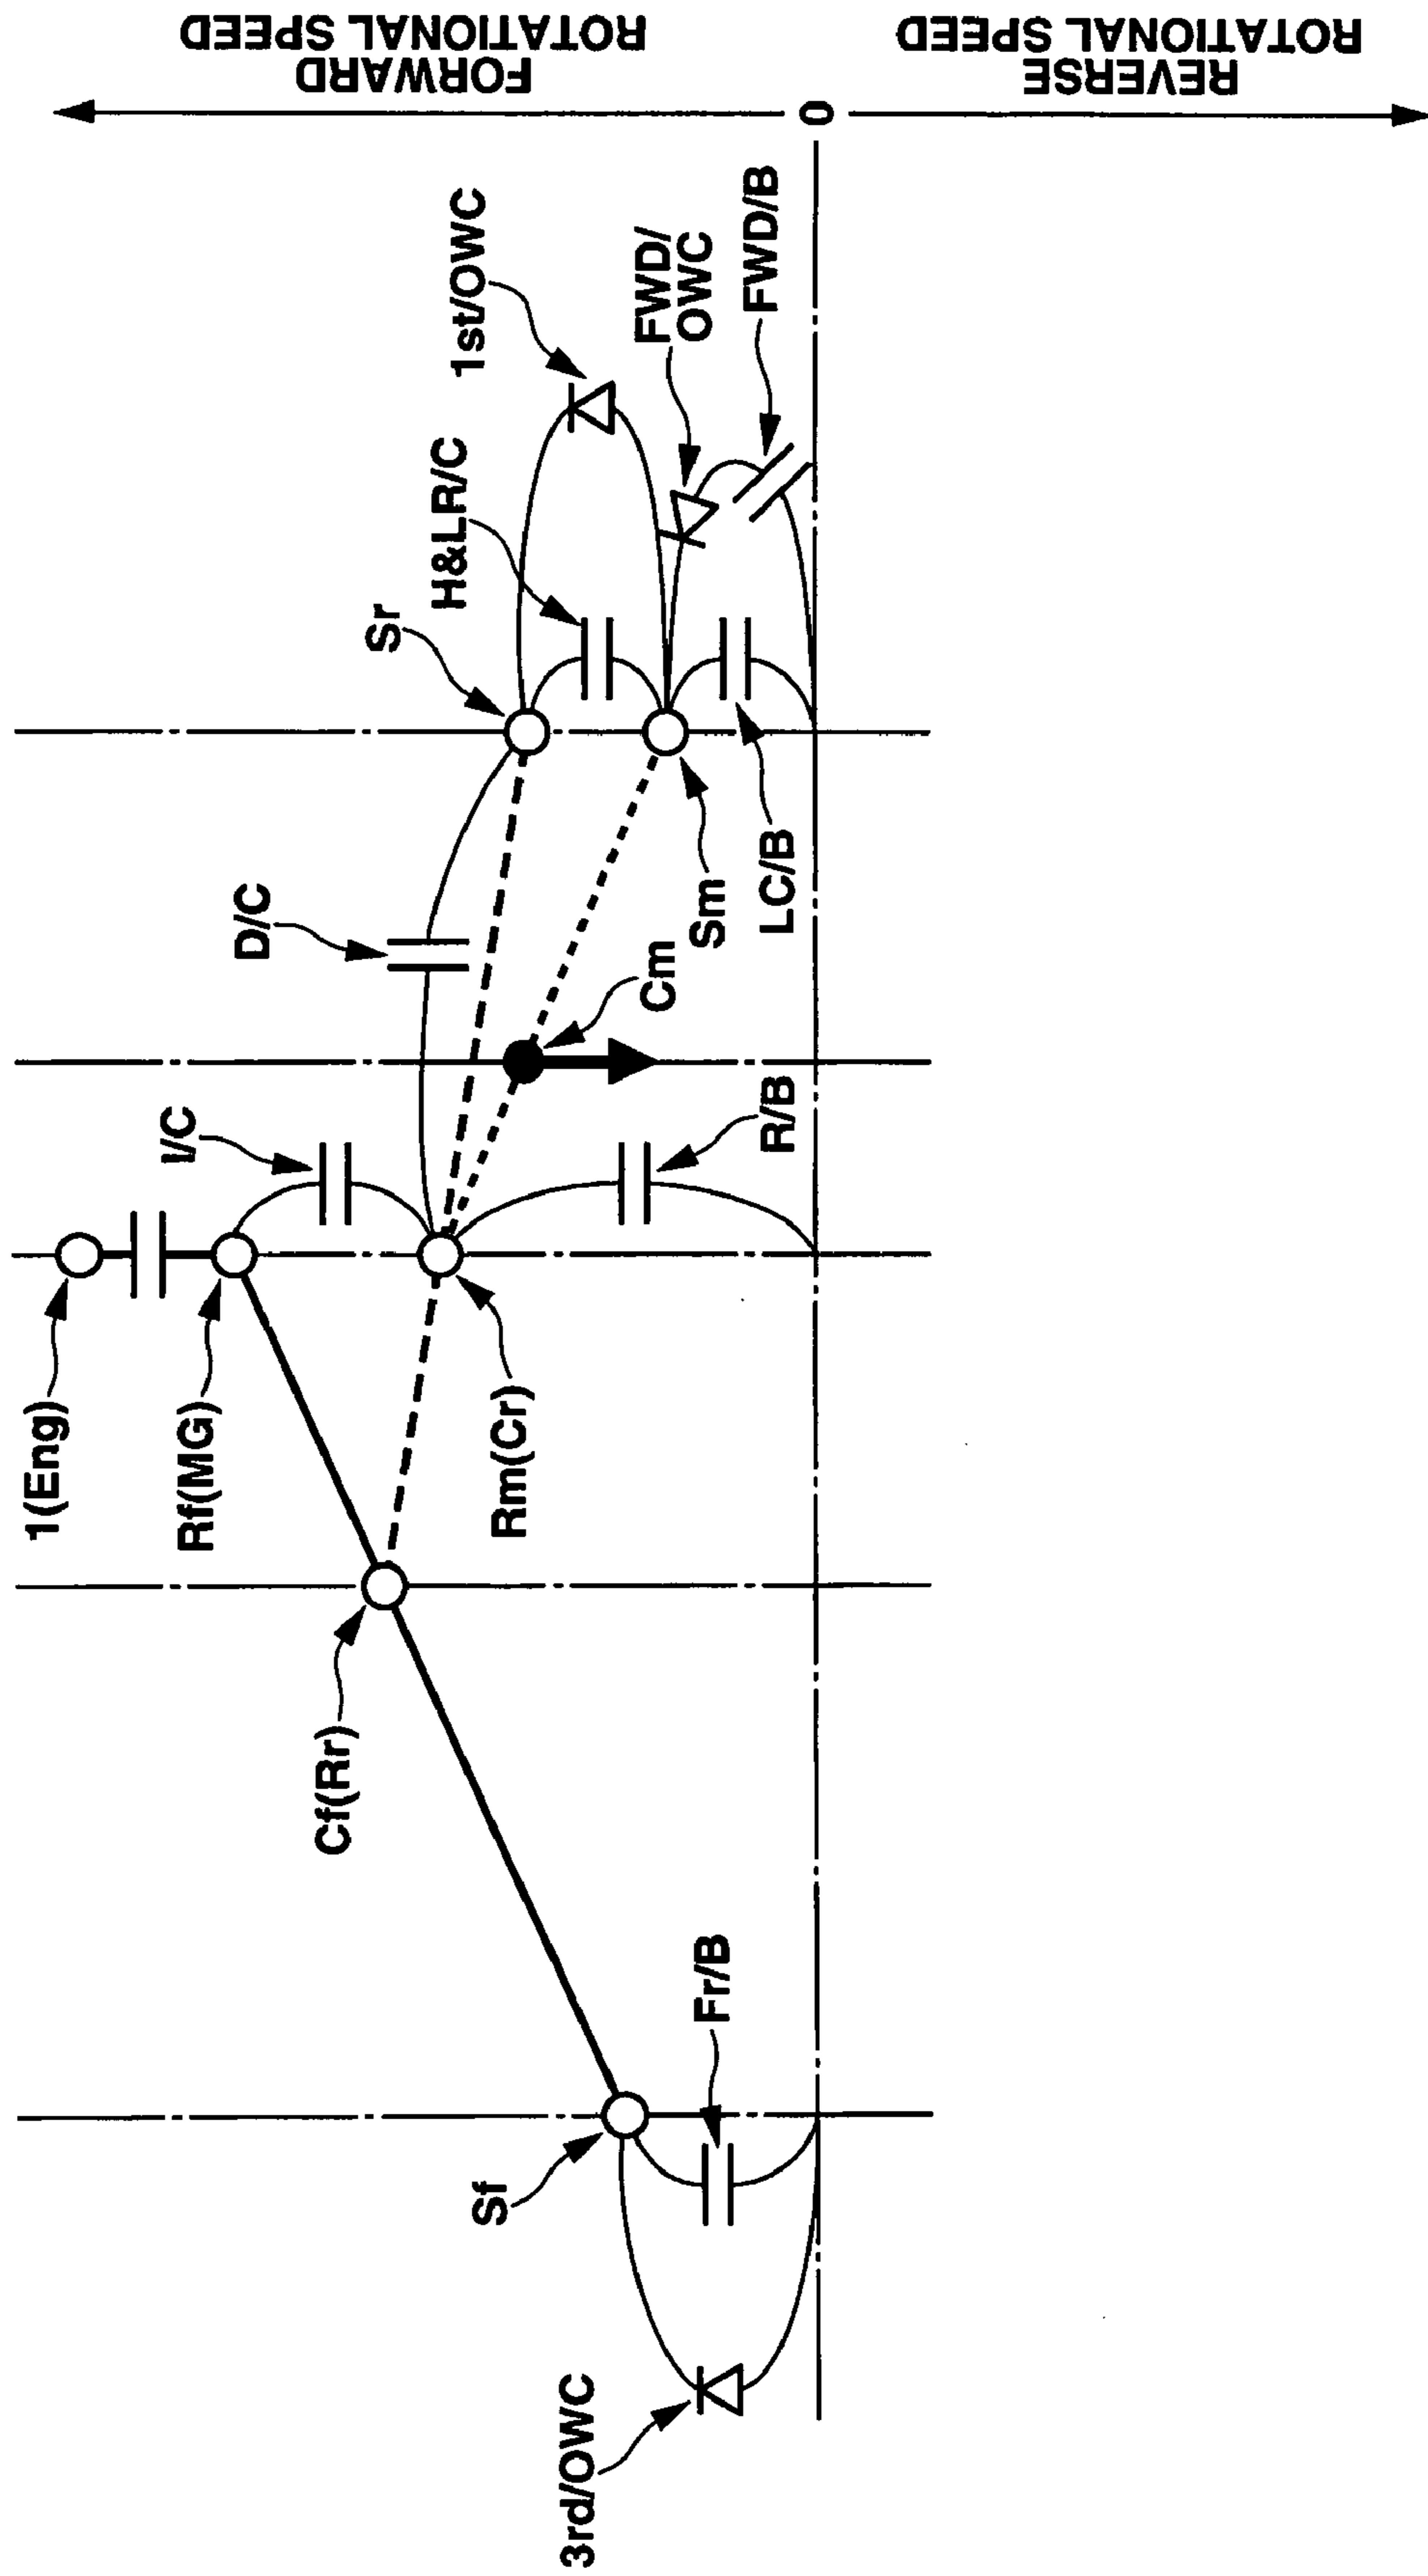 FORWARD
ROTATIONAL SPEED
REVERSE
ROTATIONAL SPEED
0
1(Eng)
Rf(MG)
I/C
D/C
Sr
H&LR/C
1st/OWC
FWD/
OWC
FWD/B
Cf(Rr)
Rm(Cr)
R/B
Cm
Sm
LC/B
Sf
Fr/B
3rd/OWC